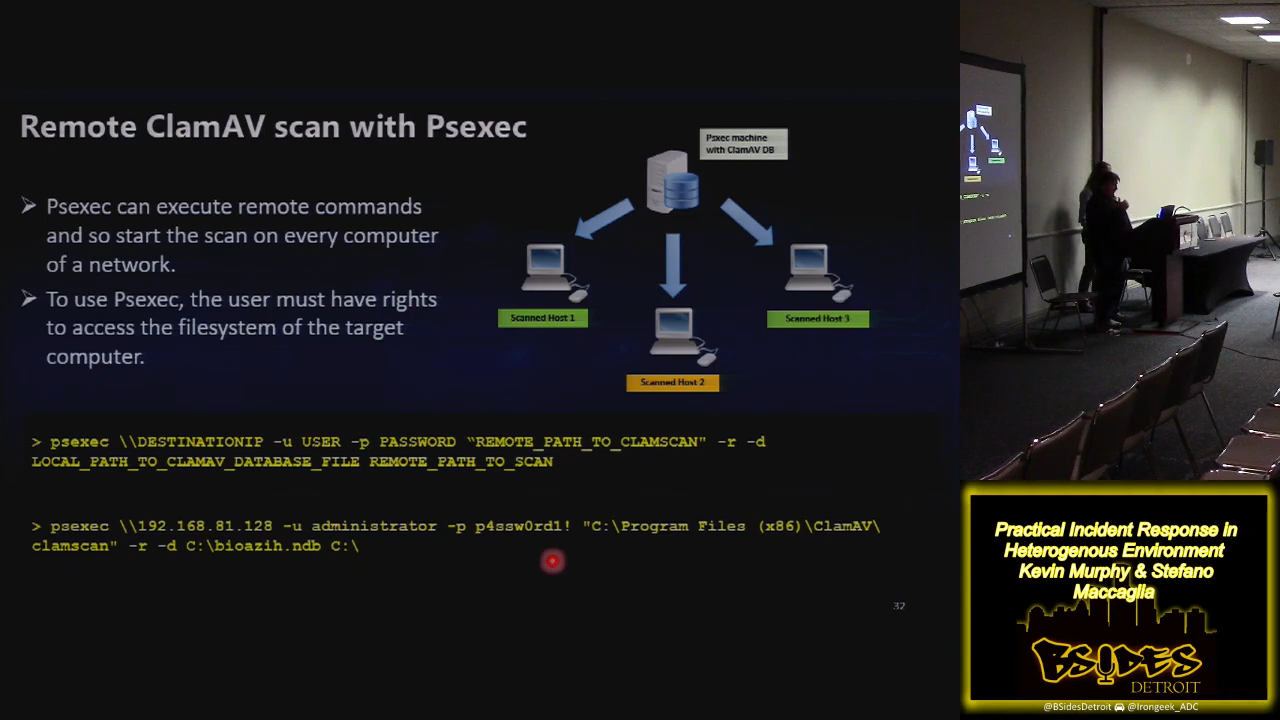 Remote ClamAV scan with Psexec
Psxec machine
with ClamAV DB
Psexec can execute remote commands
and so start the scan on every computer
of a network.
To use Psexec, the user must have rights
to access the filesystem of the target
computer.
Scanned Host 1
Scanned Host 3
Scanned Host 2
> psexec \\DESTINATIONIP -u USER -p PASSWORD “REMOTE_PATH_TO_CLAMSCAN" -r -d
LOCAL_PATH_TO_CLAMAV_DATABASE_FILE REMOTE_PATH_TO_SCAN
> psexec \\192.168.81.128 -u administrator -p p4ssw0rd1! "C:\Program Files (x86)\ClamAV\
clamscan" -r -d C:\bioazih.ndb C:\
32
Practical Incident Response in
Heterogenous Environment
Kevin Murphy & Stefano
Maccaglia
BSIDES
DETROIT
@BSidesDetroit @Irongeek_ADC